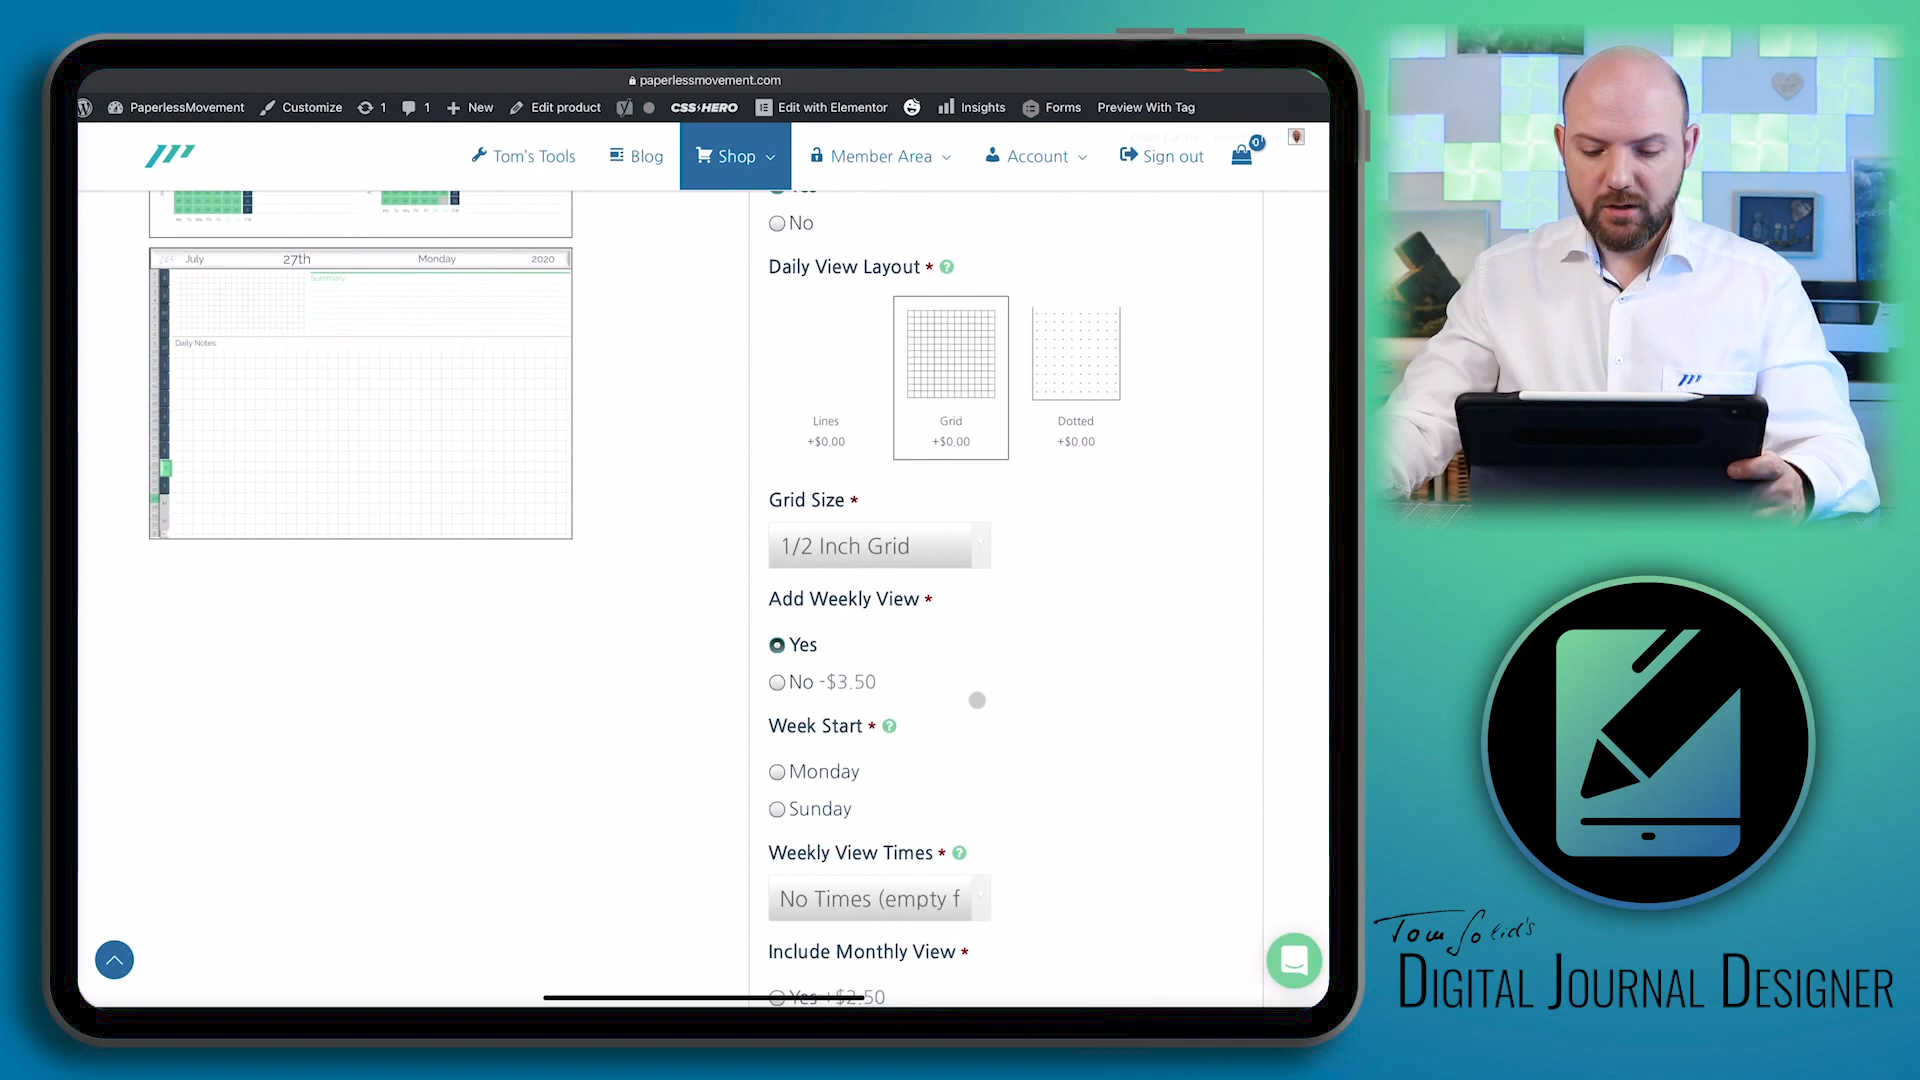 paperlessmovement.com
PaperlessMovement Customize 1 1 New Edit product CSS HERO Edit with Elementor Insights Forms Preview With Tag
Tom's Tools Blog Shop Member Area Account Sign out 0
No
July 27th Monday 2020
Summary:
Daily Notes
Daily View Layout * ?
Lines Grid Dotted
+$0.00 +$0.00 +$0.00
Grid Size *
1/2 Inch Grid
Add Weekly View *
Yes
No -$3.50
Week Start * ?
Monday
Sunday
Weekly View Times * ?
No Times (empty f
Include Monthly View *
Yes +$2.50
Tom Solid's
DIGITAL JOURNAL DESIGNER